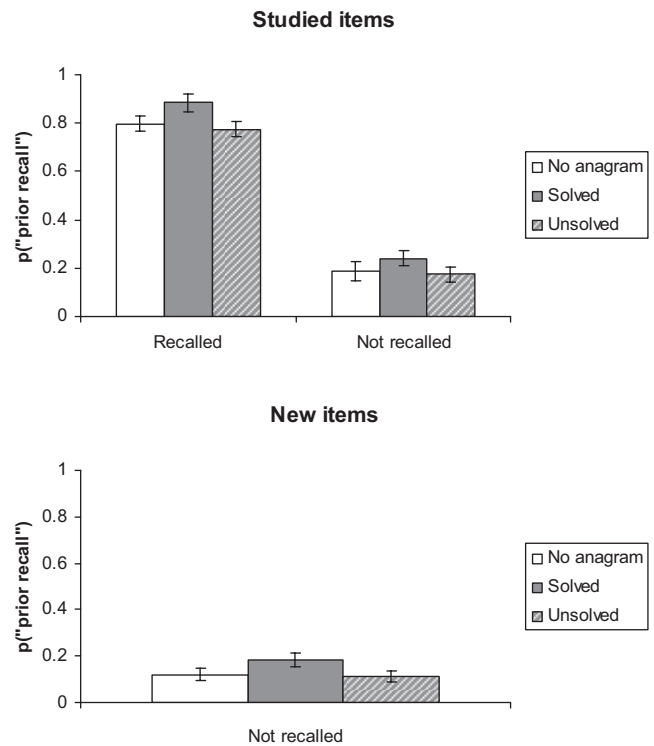 Studied items
p("prior recall")
1
0.8
0.6
0.4
0.2
0
Recalled
Not recalled
No anagram
Solved
Unsolved
New items
p("prior recall")
1
0.8
0.6
0.4
0.2
0
Not recalled
No anagram
Solved
Unsolved